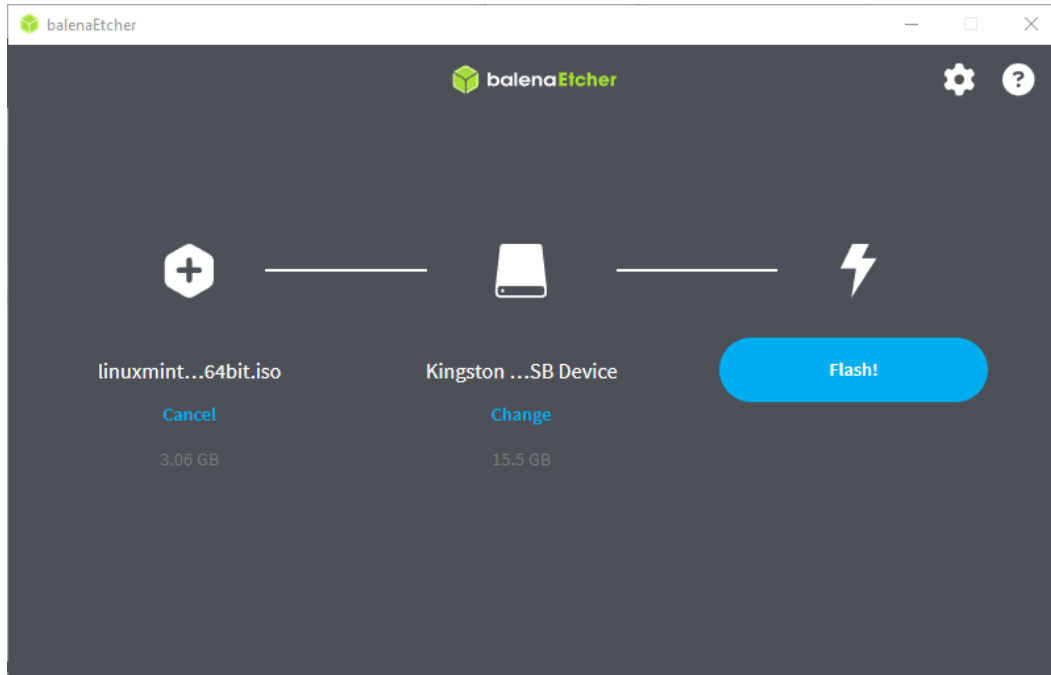 balenaEtcher
balenaEtcher
?
linuxmint...64bit.iso
Kingston ...SB Device
Flash!
Cancel
Change
3.06 GB
15.5 GB